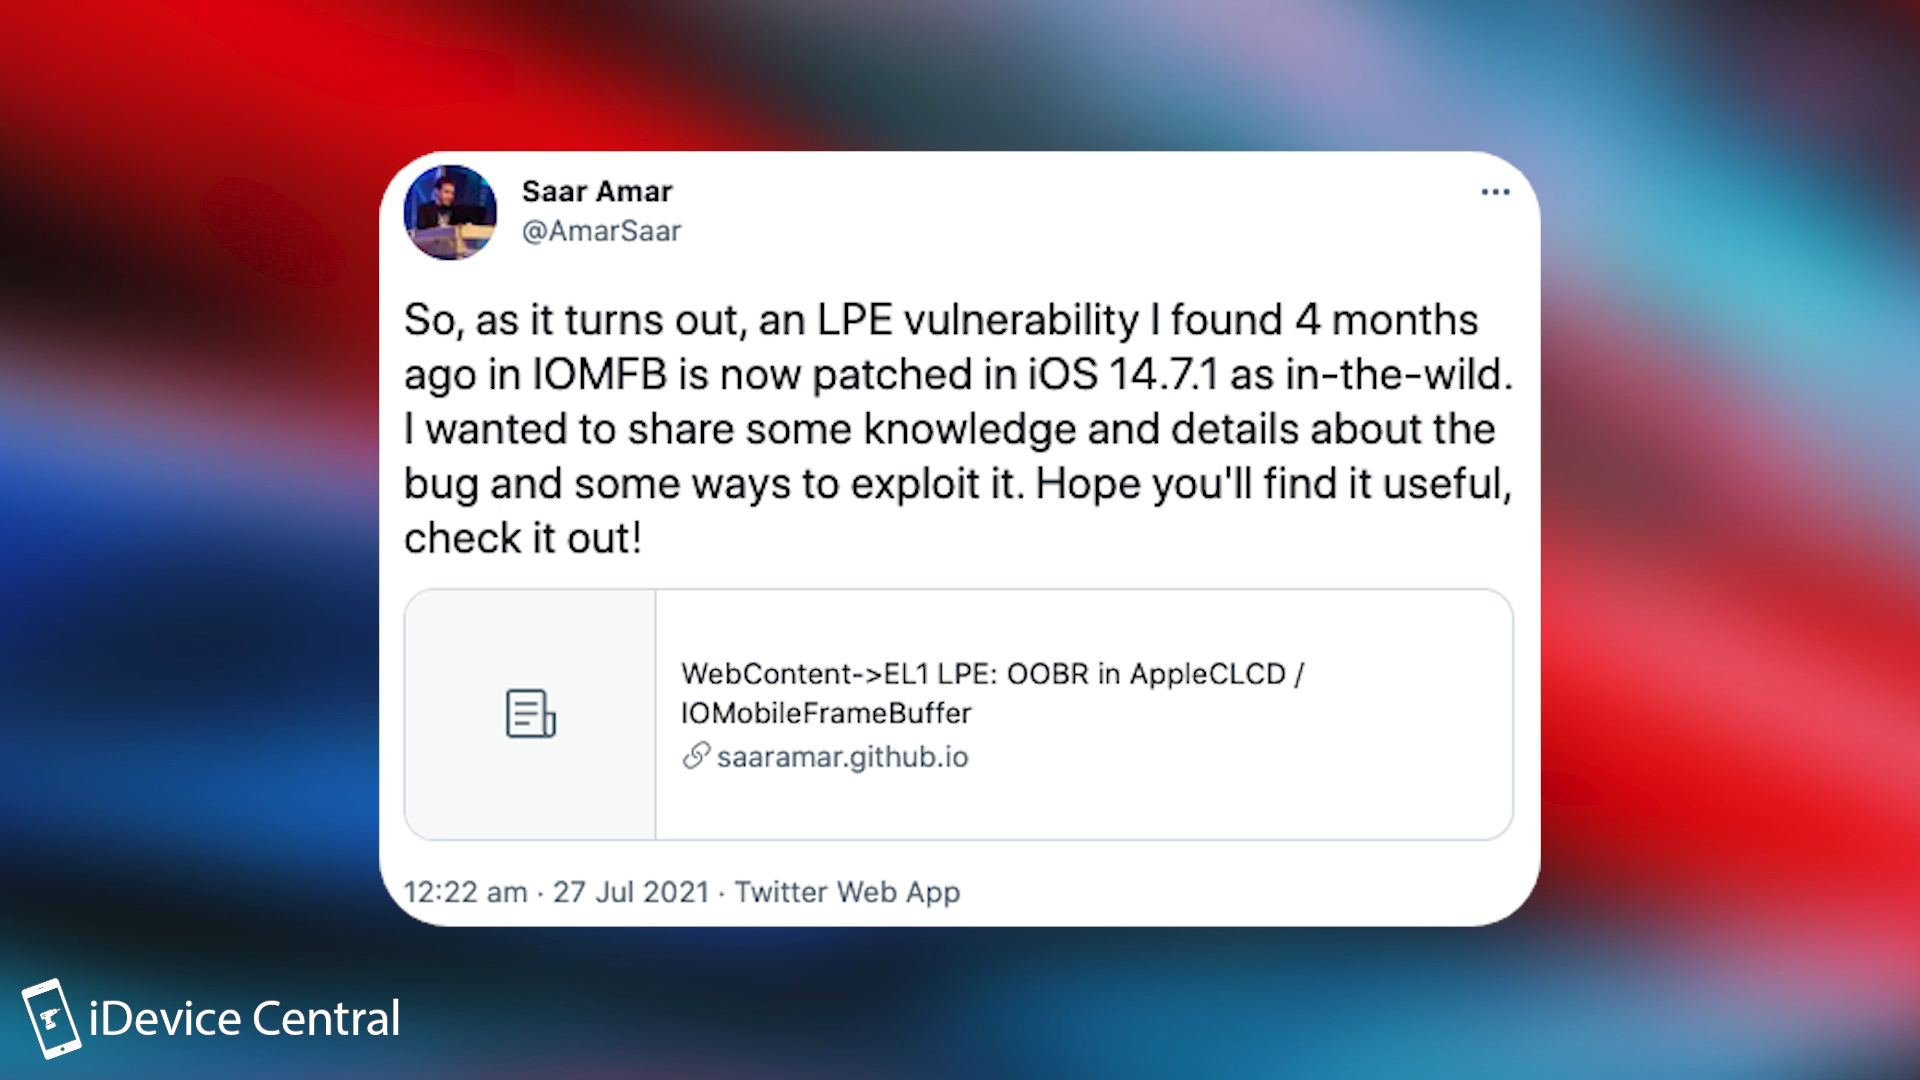 Saar Amar
@AmarSaar
So, as it turns out, an LPE vulnerability I found 4 months
ago in IOMFB is now patched in iOS 14.7.1 as in-the-wild.
I wanted to share some knowledge and details about the
bug and some ways to exploit it. Hope you'll find it useful,
check it out!
WebContent->EL1 LPE: OOBR in AppleCLCD /
IOMobileFrameBuffer
saaramar.github.io
12:22 am · 27 Jul 2021 · Twitter Web App
iDevice Central